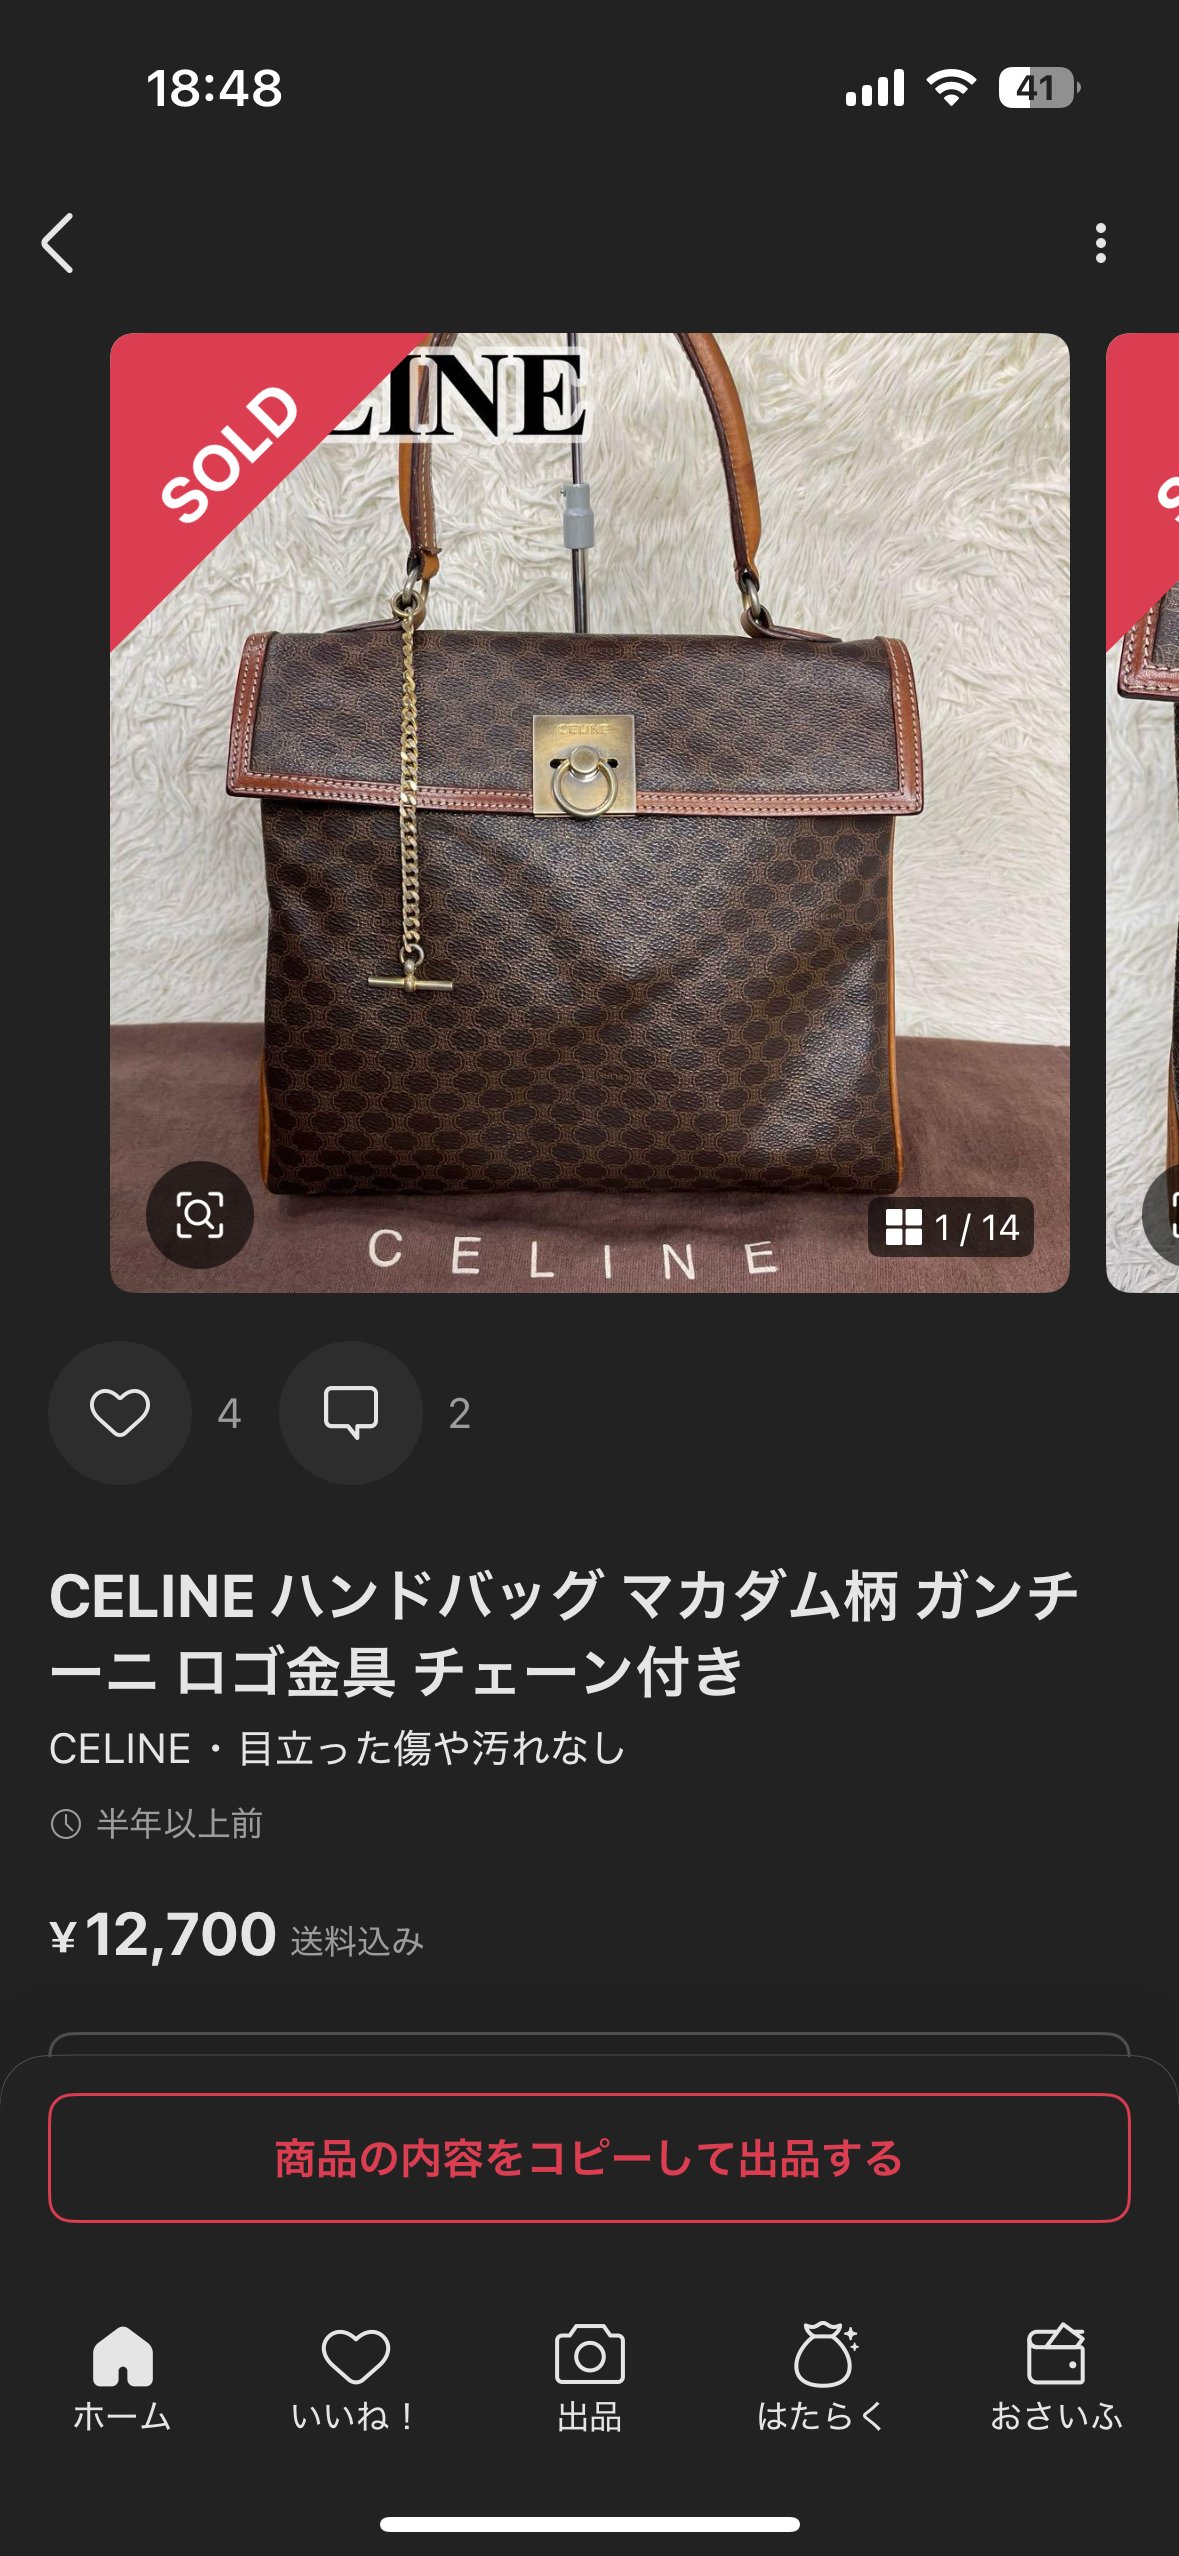 18:48
41
SOLD
LINE
CELINE
CELINE
CELINE
1 / 14
4
2
CELINE ハンドバッグ マカダム柄 ガンチ
ーニ ロゴ金具 チェーン付き
CELINE・目立った傷や汚れなし
半年以上前
¥12,700 送料込み
商品の内容をコピーして出品する
ホーム
いいね!
出品
はたらく
おさいふ